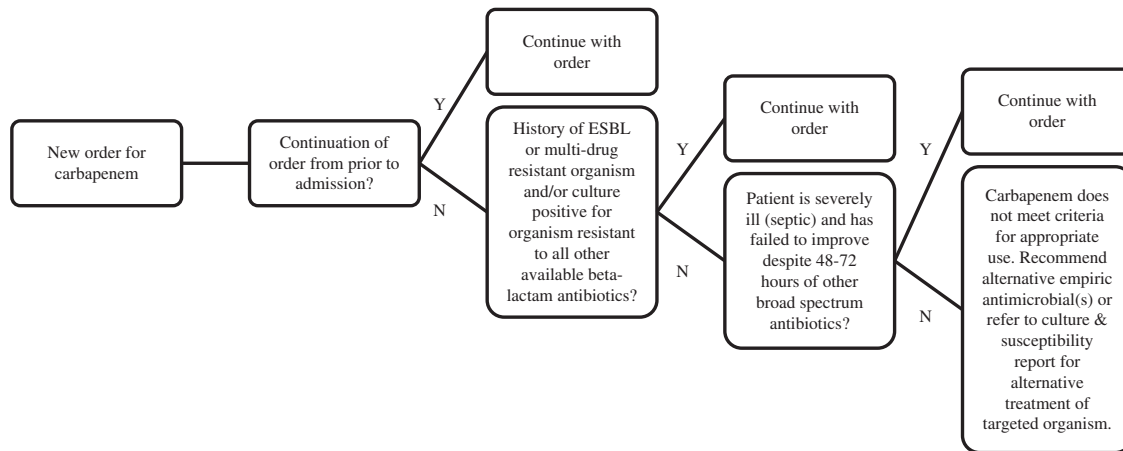 New order for
carbapenem
Continuation of
order from prior to
admission?
Y
N
Continue with
order
History of ESBL
or multi-drug
resistant organism
and/or culture
positive for
organism resistant
to all other
available beta-
lactam antibiotics?
Y
N
Continue with
order
Patient is severely
ill (septic) and has
failed to improve
despite 48-72
hours of other
broad spectrum
antibiotics?
Y
N
Continue with
order
Carbapenem does
not meet criteria
for appropriate
use. Recommend
alternative empiric
antimicrobial(s) or
refer to culture &
susceptibility
report for
alternative
treatment of
targeted organism.